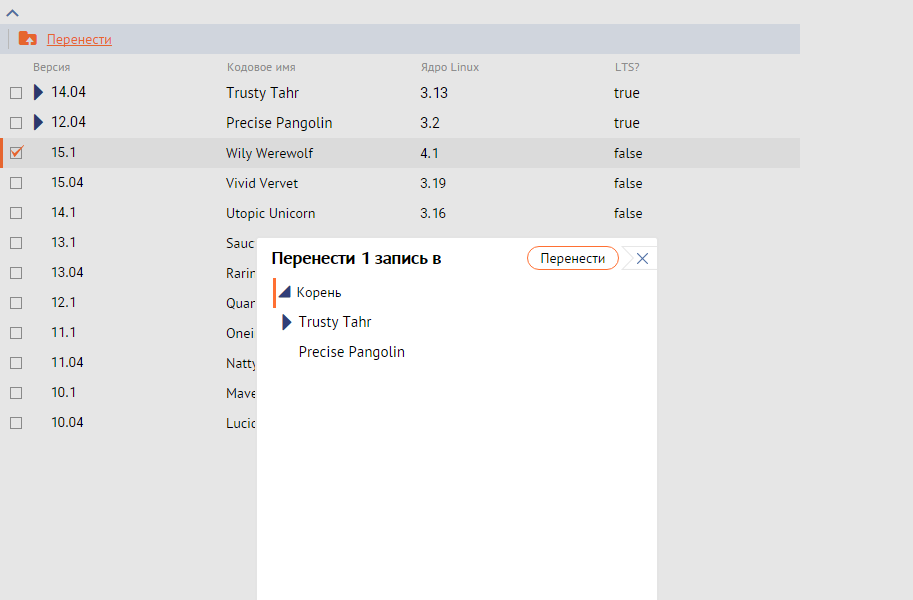 Перенести
Версия Кодовое имя Ядро Linux LTS?
14.04 Trusty Tahr 3.13 true
12.04 Precise Pangolin 3.2 true
15.1 Wily Werewolf 4.1 false
15.04 Vivid Vervet 3.19 false
14.1 Utopic Unicorn 3.16 false
13.1 Sauc
13.04 Rarin
12.1 Quan
11.1 Onei
11.04 Natty
10.1 Mave
10.04 Lucid
Перенести 1 запись в Перенести
Корень
Trusty Tahr
Precise Pangolin